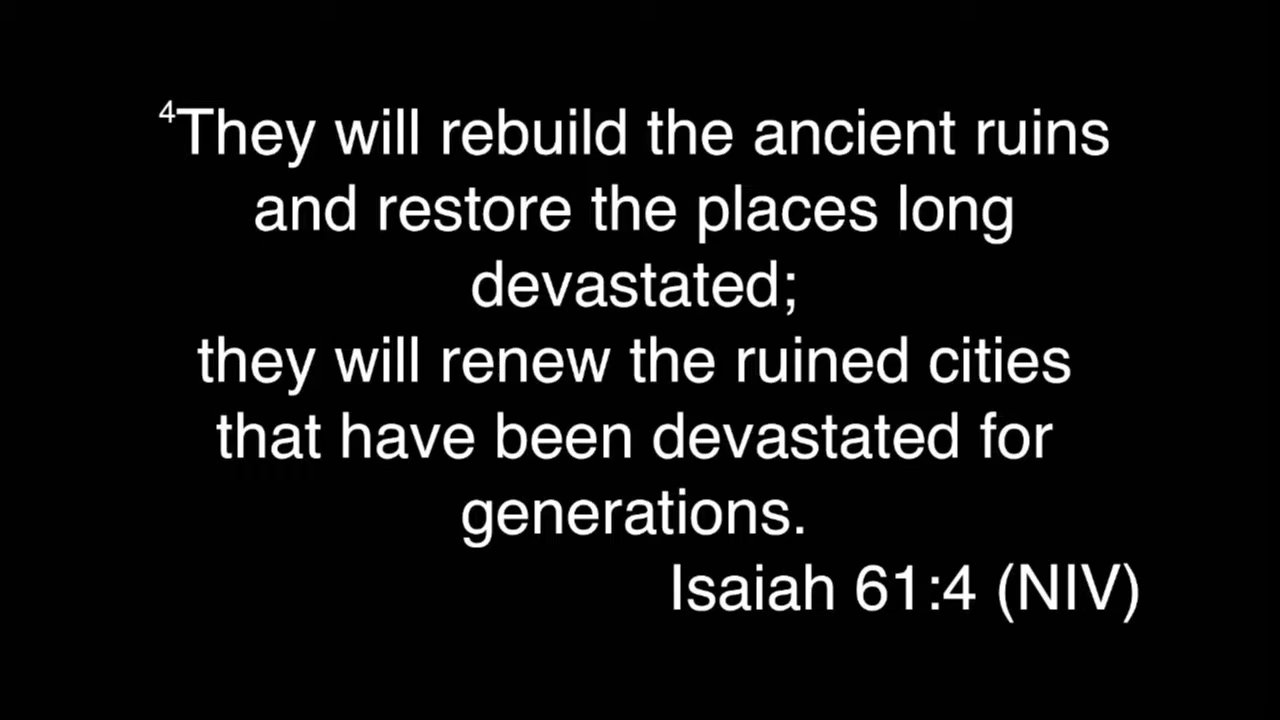 ⁴They will rebuild the ancient ruins
and restore the places long
devastated;
they will renew the ruined cities
that have been devastated for
generations.
Isaiah 61:4 (NIV)